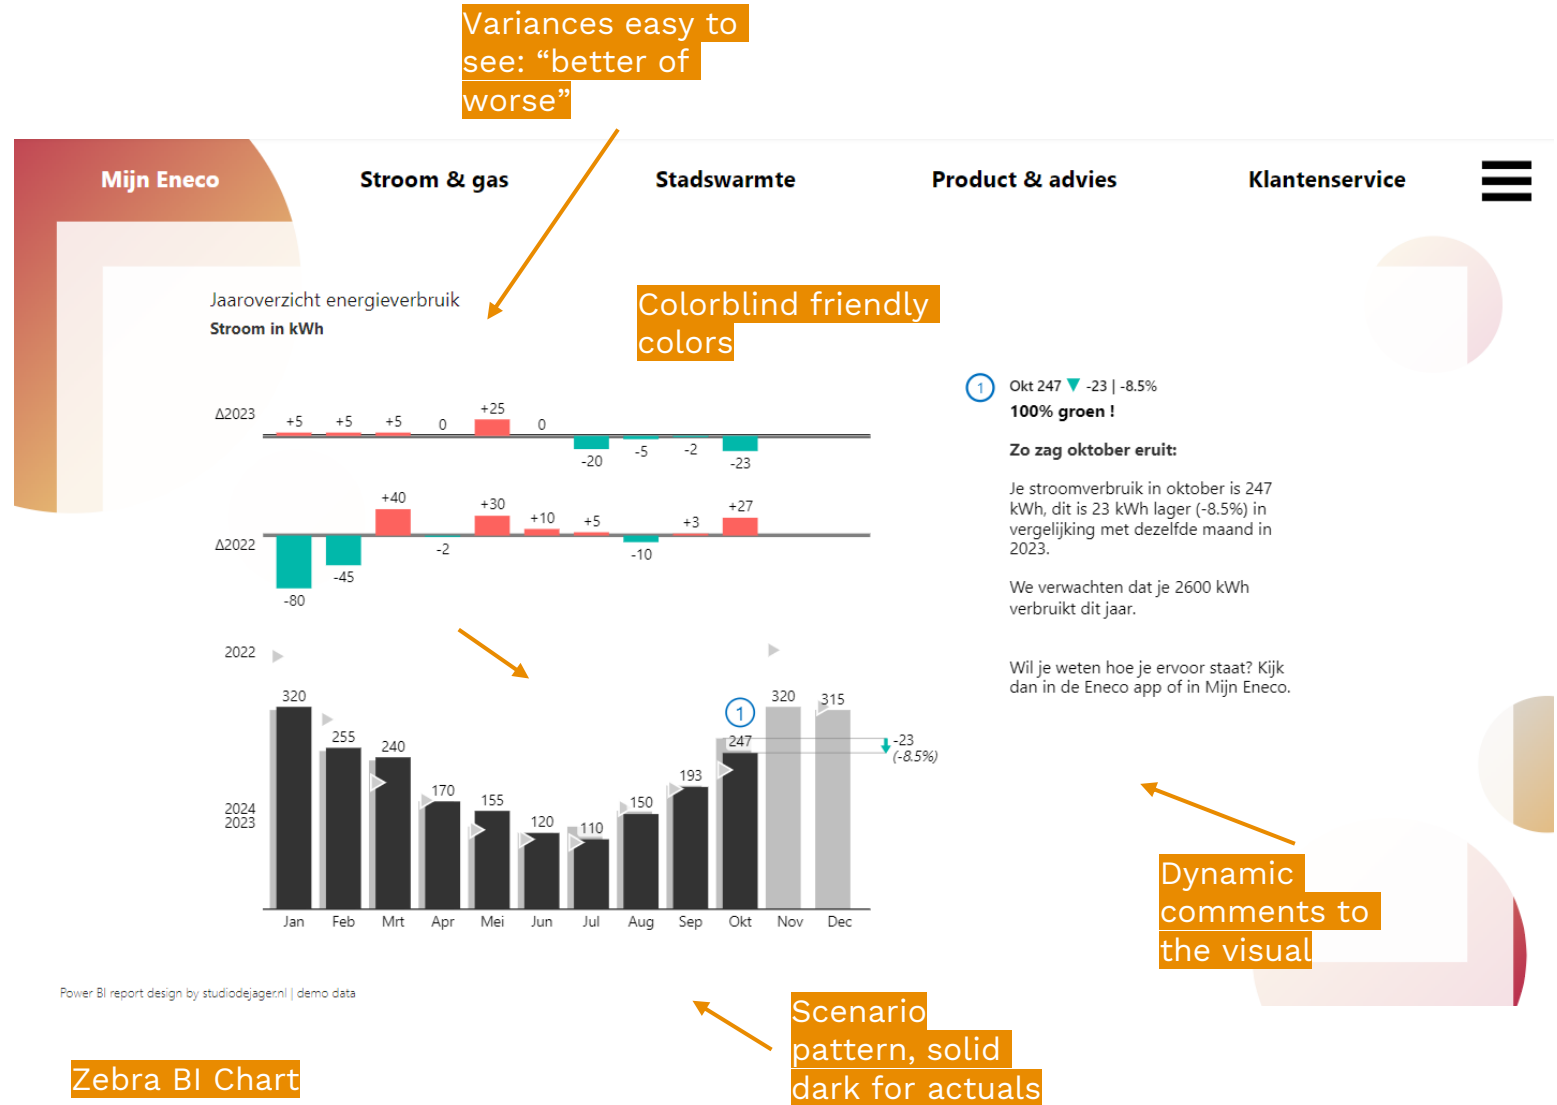 Variances easy to
see: “better of
worse”
Mijn Eneco
Stroom & gas
Stadswarmte
Product & advies
Klantenservice
Jaaroverzicht energieverbruik
Stroom in kWh
Colorblind friendly
colors
Δ2023
+5 +5 +5 0 +25 0 -20 -5 -2 -23
Δ2022
-80 -45 +40 -2 +30 +10 +5 -10 +3 +27
2022
2024
2023
320 255 240 170 155 120 110 150 193 247 320 315
1
-23
(-8.5%)
Jan Feb Mrt Apr Mei Jun Jul Aug Sep Okt Nov Dec
1 Okt 247 ▼ -23 | -8.5%
100% groen !
Zo zag oktober eruit:
Je stroomverbruik in oktober is 247
kWh, dit is 23 kWh lager (-8.5%) in
vergelijking met dezelfde maand in
2023.
We verwachten dat je 2600 kWh
verbruikt dit jaar.
Wil je weten hoe je ervoor staat? Kijk
dan in de Eneco app of in Mijn Eneco.
Dynamic
comments to
the visual
Power BI report design by studiodejager.nl | demo data
Scenario
pattern, solid
dark for actuals
Zebra BI Chart